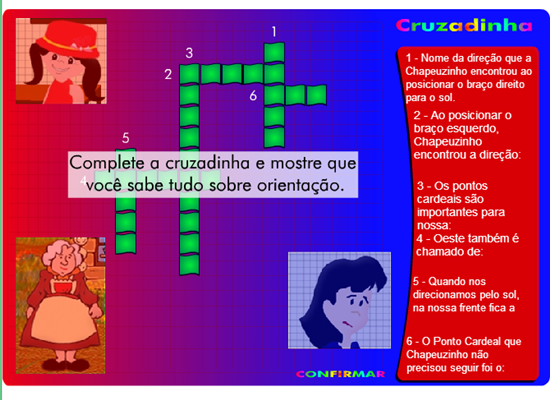 Cruzadinha
1
3
2
6
5
4
Complete a cruzadinha e mostre que
você sabe tudo sobre orientação.
1 - Nome da direção que a
Chapeuzinho encontrou ao
posicionar o braço direito
para o sol.
2 - Ao posicionar o
braço esquerdo,
Chapeuzinho
encontrou a direção:
3 - Os pontos
cardeais são
importantes para
nossa:
4 - Oeste também é
chamado de:
5 - Quando nos
direcionamos pelo sol,
na nossa frente fica a
6 - O Ponto Cardeal que
Chapeuzinho não
precisou seguir foi o:
CONFIRMAR